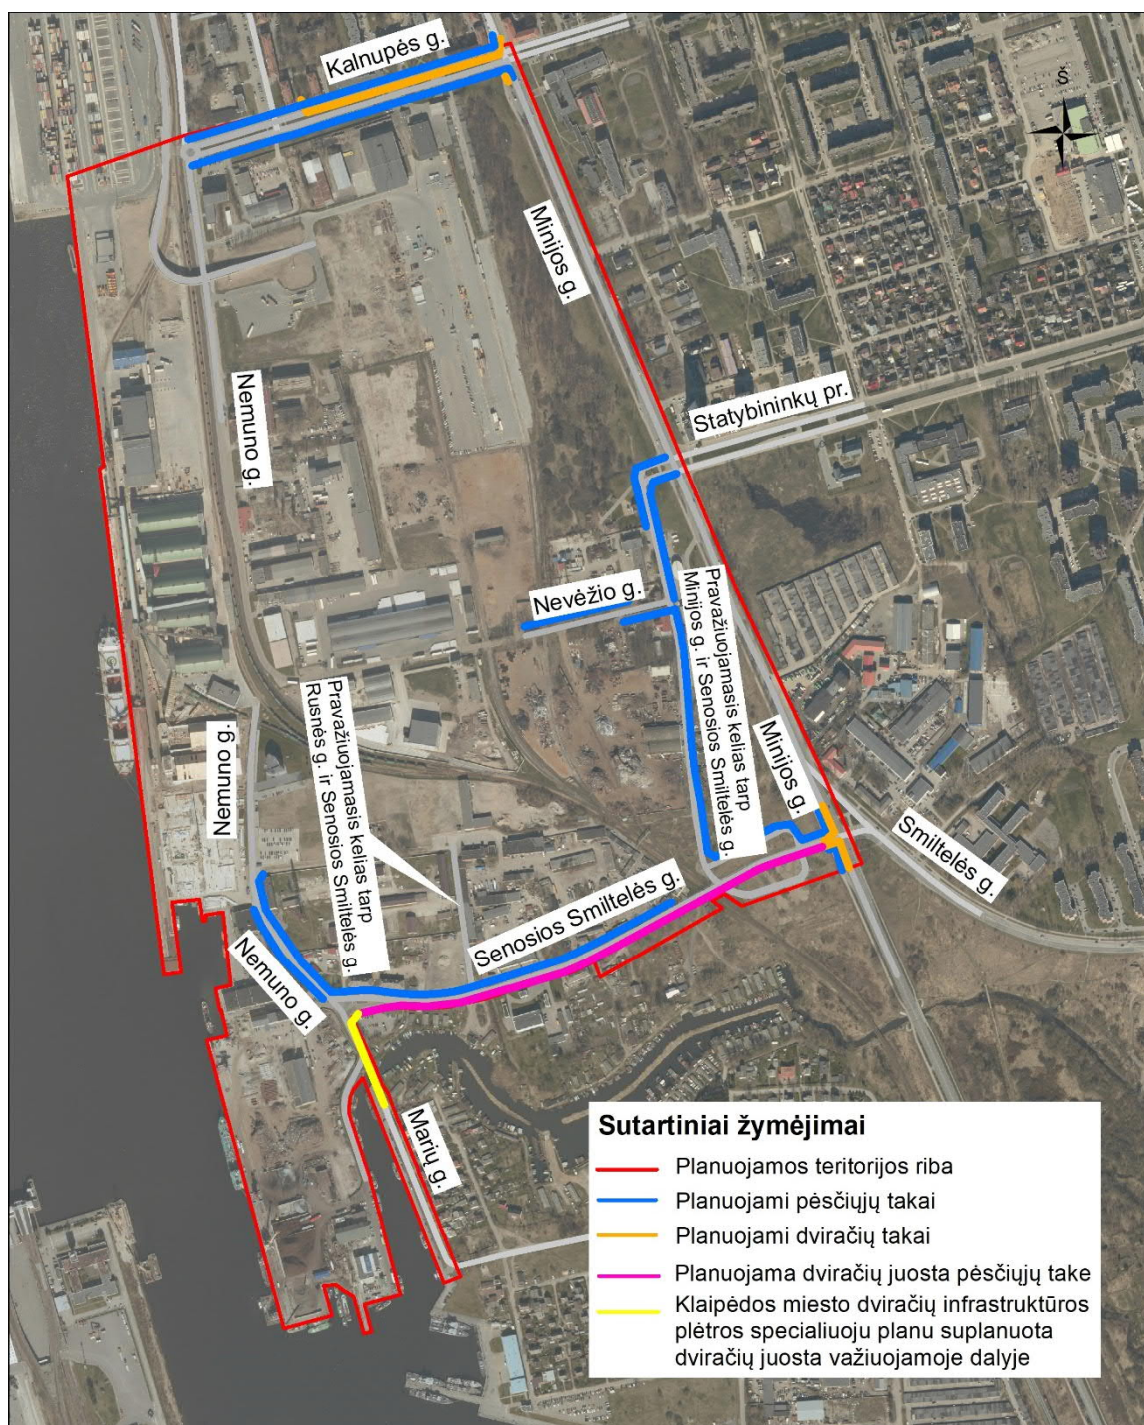 Kalnupės g.
Š
Minijos g.
Statybininkų pr.
Nemuno g.
Nevėžio g.
Pravažiuojamasis kelias tarp
Minijos g. ir Senosios Smiltelės g.
Nemuno g.
Pravažiuojamasis kelias tarp
Rusnės g. ir Senosios Smiltelės g.
Minijos g.
Smiltelės g.
Senosios Smiltelės g.
Nemuno g.
Marių g.
Sutartiniai žymėjimai
Planuojamos teritorijos riba
Planuojami pėsčiųjų takai
Planuojami dviračių takai
Planuojama dviračių juosta pėsčiųjų take
Klaipėdos miesto dviračių infrastruktūros
plėtros specialiuoju planu suplanuota
dviračių juosta važiuojamoje dalyje